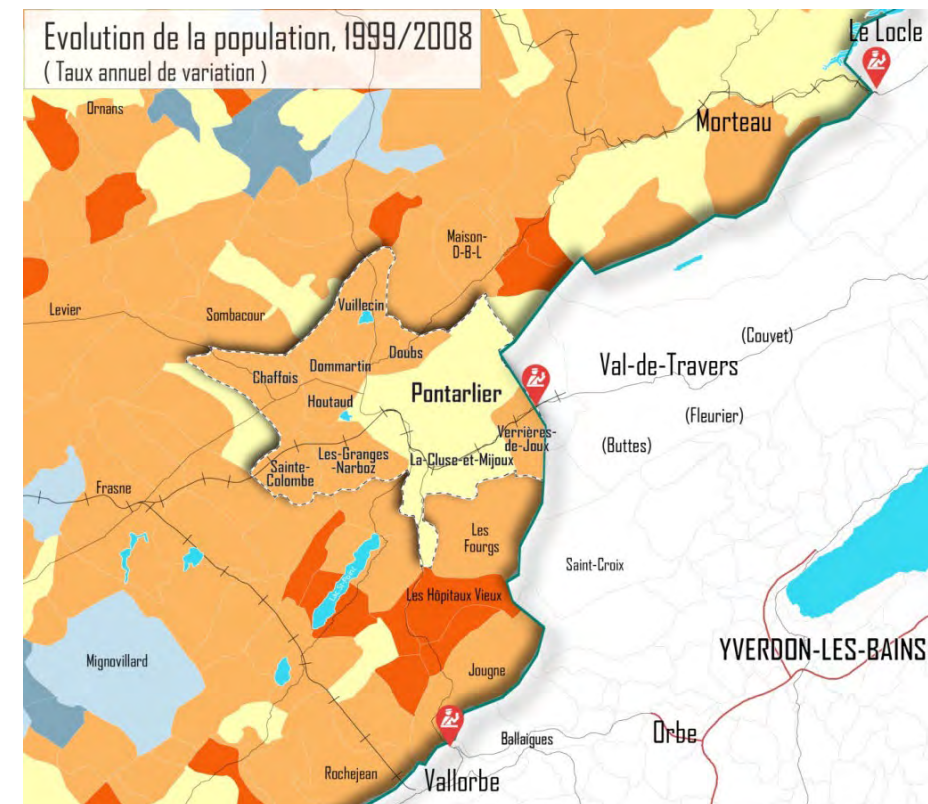 Evolution de la population, 1999/2008
( Taux annuel de variation )
Le Locle
Ornans
Morteau
Maison-
D-B-L
Vuillecin
Levier
Sombacour
(Couvet)
Doubs
Val-de-Travers
Dommartin
Chaffois
Pontarlier
Houtaud
(Fleurier)
Verrières-
de-Joux
(Buttes)
Les-Granges
-Narboz
La-Cluse-et-Mijoux
Sainte-
Colombe
Frasne
Les
Fourgs
Saint-Croix
Les Hôpitaux Vieux
Mignovillard
YVERDON-LES-BAINS
Jougne
Orbe
Ballaigues
Rochejean
Vallorbe